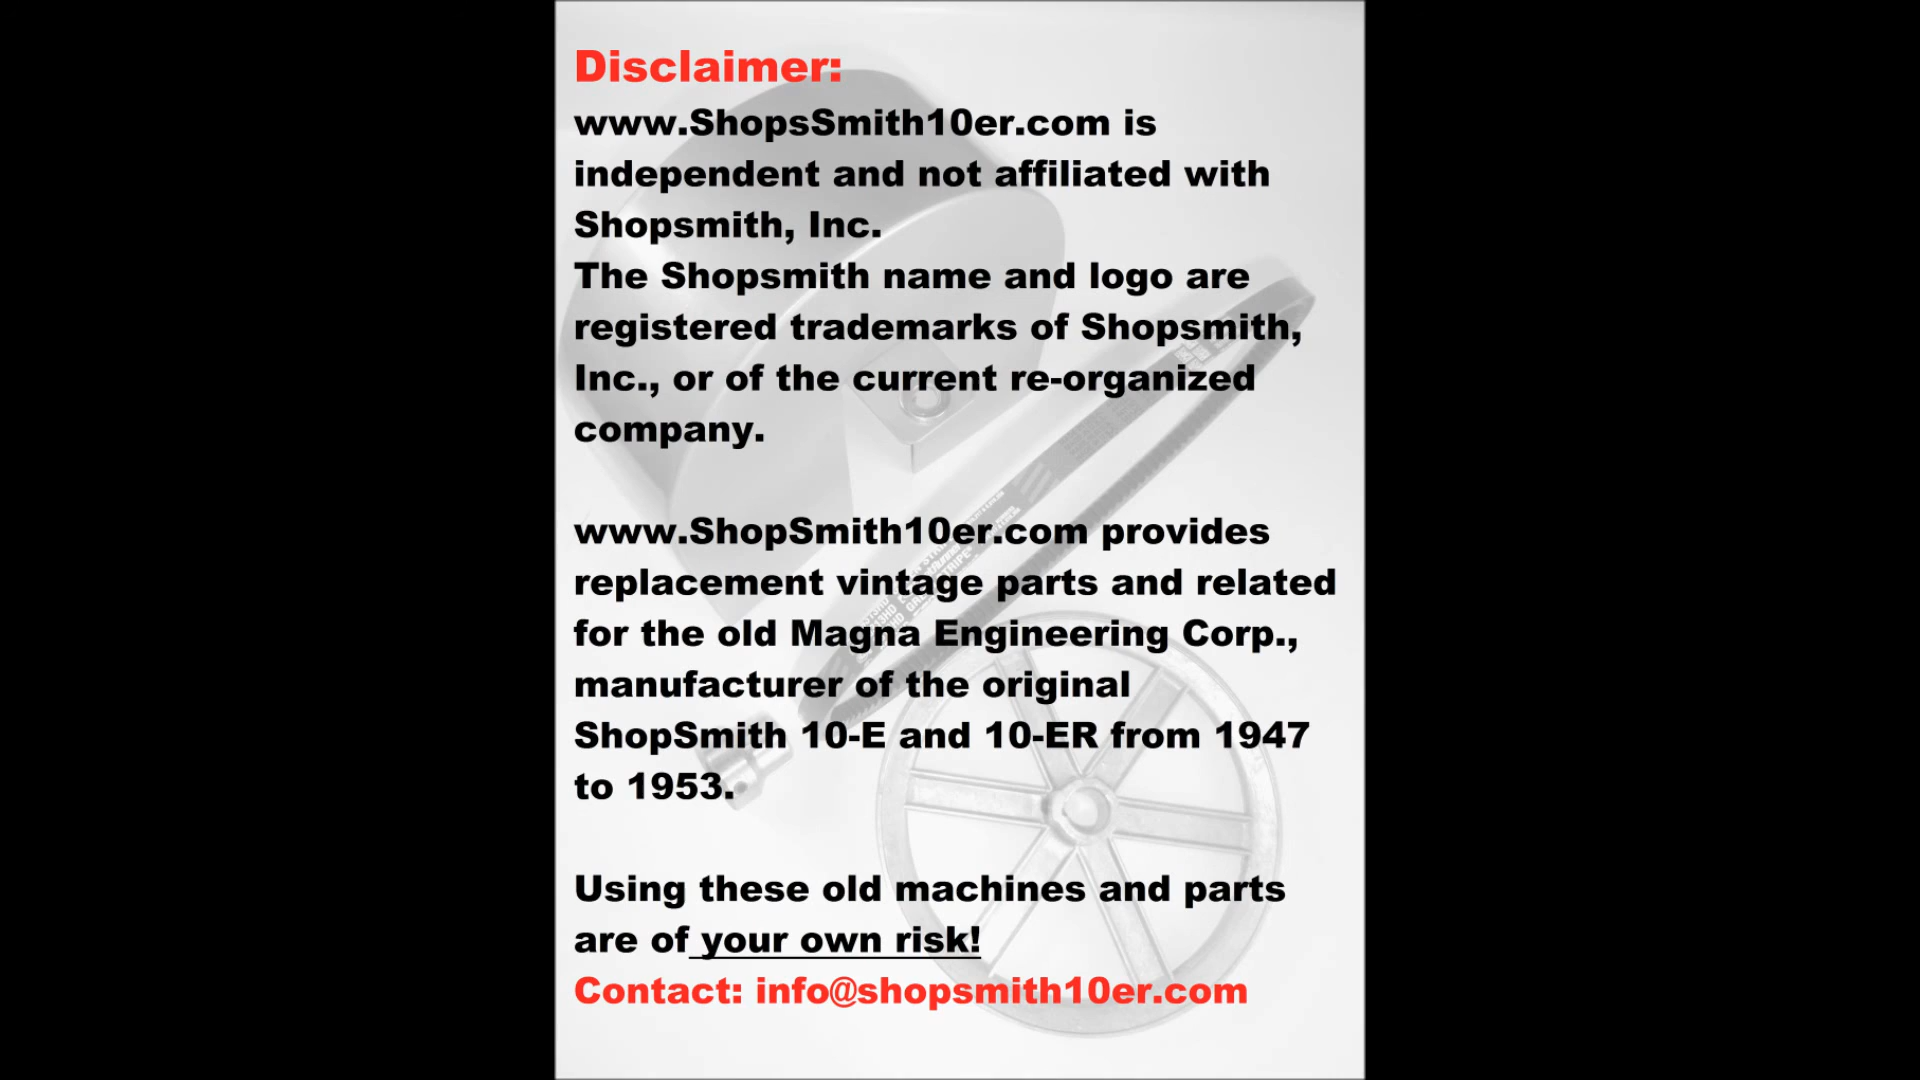 Disclaimer:
www.ShopsSmith10er.com is
independent and not affiliated with
Shopsmith, Inc.
The Shopsmith name and logo are
registered trademarks of Shopsmith,
Inc., or of the current re-organized
company.
www.ShopSmith10er.com provides
replacement vintage parts and related
for the old Magna Engineering Corp.,
manufacturer of the original
ShopSmith 10-E and 10-ER from 1947
to 1953.
Using these old machines and parts
are of your own risk!
Contact: info@shopsmith10er.com